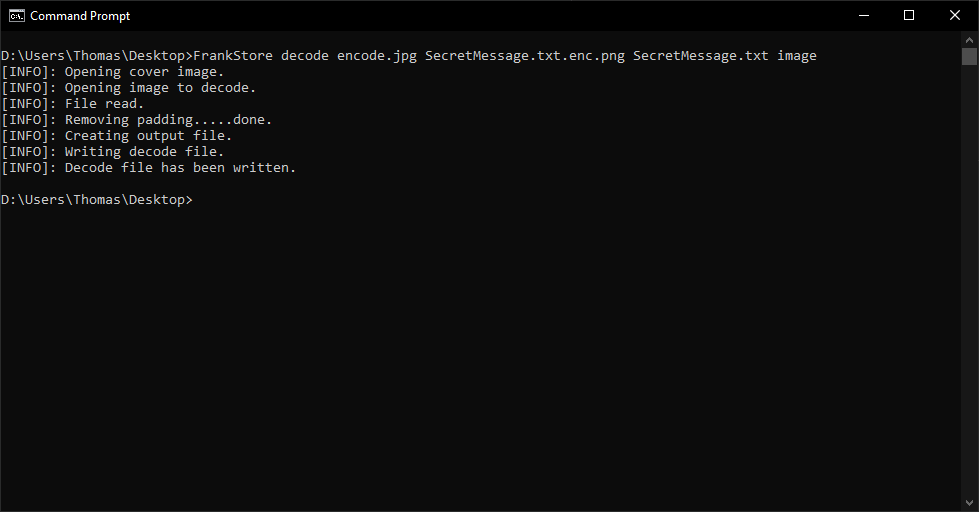 Command Prompt
D:\Users\Thomas\Desktop>FrankStore decode encode.jpg SecretMessage.txt.enc.png SecretMessage.txt image
[INFO]: Opening cover image.
[INFO]: Opening image to decode.
[INFO]: File read.
[INFO]: Removing padding.....done.
[INFO]: Creating output file.
[INFO]: Writing decode file.
[INFO]: Decode file has been written.
D:\Users\Thomas\Desktop>